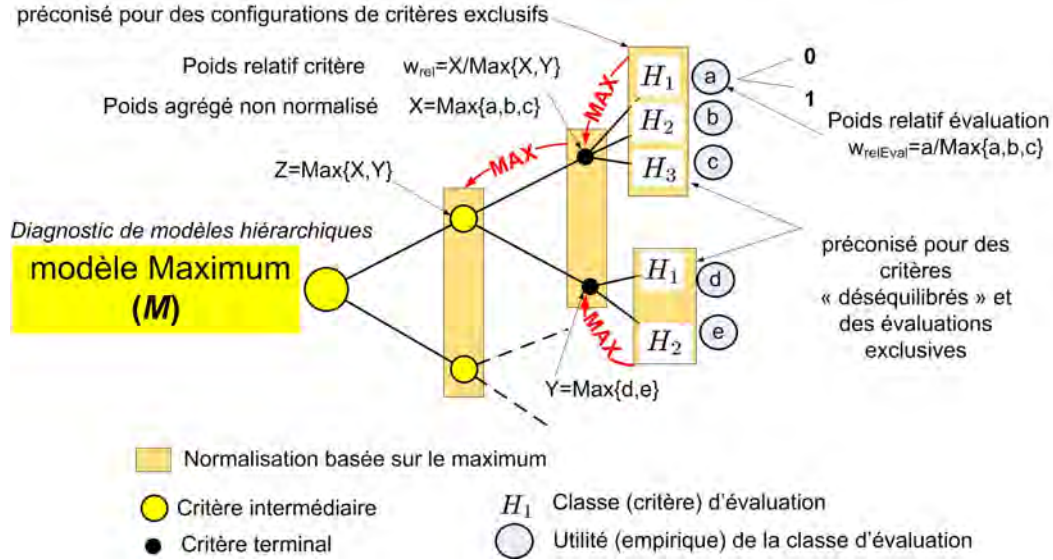 préconisé pour des configurations de critères exclusifs
Poids relatif critère w_rel=X/Max{X,Y}
Poids agrégé non normalisé X=Max{a,b,c}
MAX
MAX
H₁ a
H₂ b
H₃ c
0
1
Poids relatif évaluation
w_relEval=a/Max{a,b,c}
Z=Max{X,Y}
Diagnostic de modèles hiérarchiques
modèle Maximum
(M)
H₁ d
H₂ e
MAX
Y=Max{d,e}
préconisé pour des
critères
« déséquilibrés » et
des évaluations
exclusives
Normalisation basée sur le maximum
Critère intermédiaire
Critère terminal
H₁ Classe (critère) d'évaluation
Utilité (empirique) de la classe d'évaluation